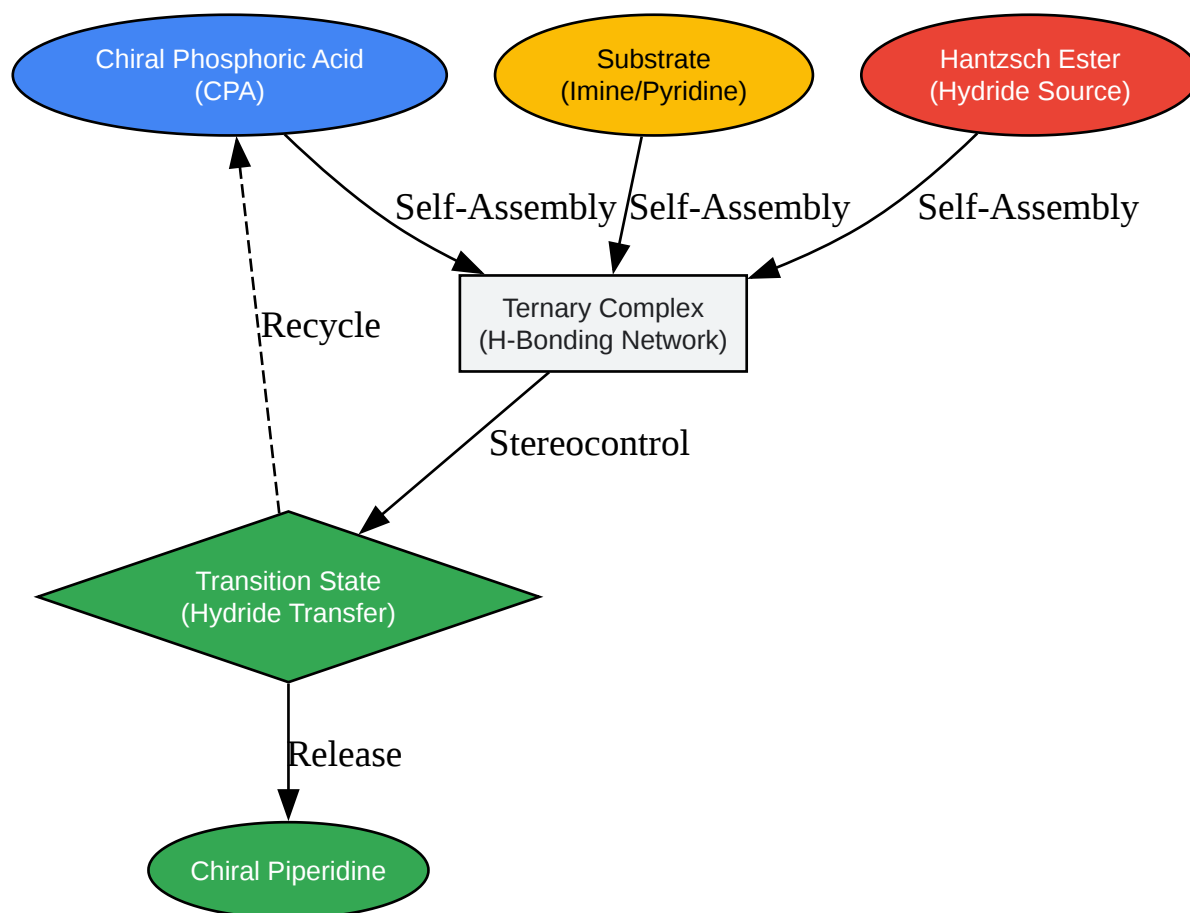 Chiral Phosphoric Acid
(CPA)
Substrate
(Imine/Pyridine)
Hantzsch Ester
(Hydride Source)
Self-Assembly
Self-Assembly
Self-Assembly
Ternary Complex
(H-Bonding Network)
Recycle
Stereocontrol
Transition State
(Hydride Transfer)
Release
Chiral Piperidine